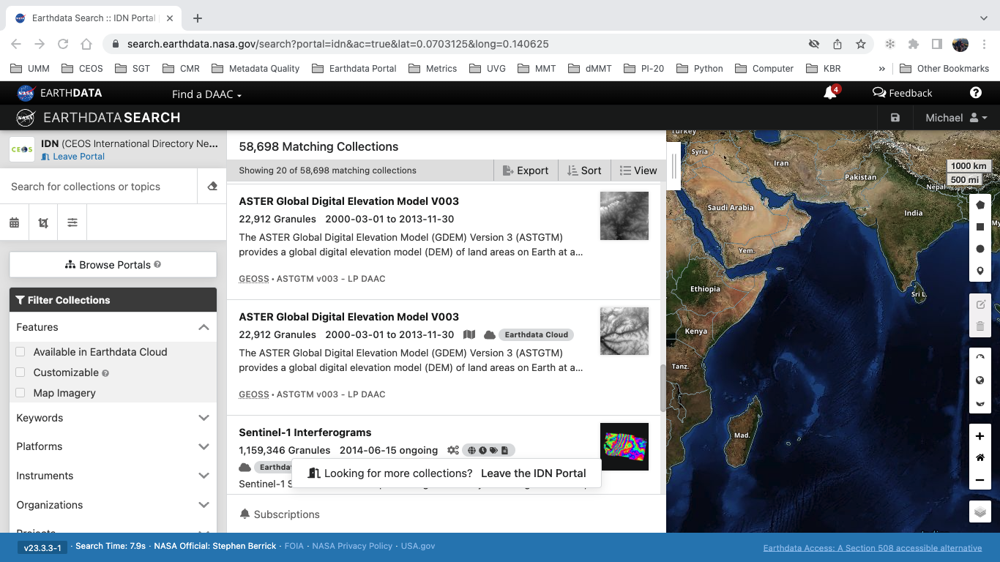 Earthdata Search :: IDN Portal
search.earthdata.nasa.gov/search?portal=idn&ac=true&lat=0.0703125&long=0.140625
UMM CEOS SGT CMR Metadata Quality Earthdata Portal Metrics UVG MMT dMMT PI-20 Python Computer KBR » Other Bookmarks
NASA EARTHDATA Find a DAAC 4 Feedback ?
EARTHDATA SEARCH Michael
CEOS
IDN (CEOS International Directory Ne...
Leave Portal
Search for collections or topics
Browse Portals ?
Filter Collections
Features
Available in Earthdata Cloud
Customizable ?
Map Imagery
Keywords
Platforms
Instruments
Organizations
Projects
58,698 Matching Collections
Showing 20 of 58,698 matching collections Export Sort View
ASTER Global Digital Elevation Model V003
22,912 Granules 2000-03-01 to 2013-11-30
The ASTER Global Digital Elevation Model (GDEM) Version 3 (ASTGTM)
provides a global digital elevation model (DEM) of land areas on Earth at a...
GEOSS • ASTGTM v003 - LP DAAC
ASTER Global Digital Elevation Model V003
22,912 Granules 2000-03-01 to 2013-11-30 Earthdata Cloud
The ASTER Global Digital Elevation Model (GDEM) Version 3 (ASTGTM)
provides a global digital elevation model (DEM) of land areas on Earth at a...
GEOSS • ASTGTM v003 - LP DAAC
Sentinel-1 Interferograms
1,159,346 Granules 2014-06-15 ongoing
Earthda
Looking for more collections? Leave the IDN Portal
Sentinel-1 S
Subscriptions
Turkey
Syria
Iran
1000 km
Pakistan
500 mi
Nepal
Saudi Arabia
India
My
Yem.
Ethiopia
Sri L.
Kenya
Tanz.
Mad.
v23.3.3-1 · Search Time: 7.9s · NASA Official: Stephen Berrick · FOIA · NASA Privacy Policy · USA.gov
Earthdata Access: A Section 508 accessible alternative